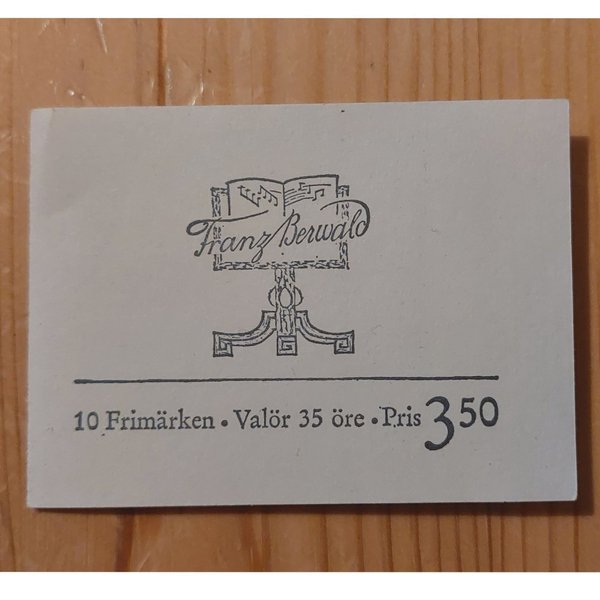 Franz Berwald
10 Frimärken • Valör 35 öre • Pris 3 50